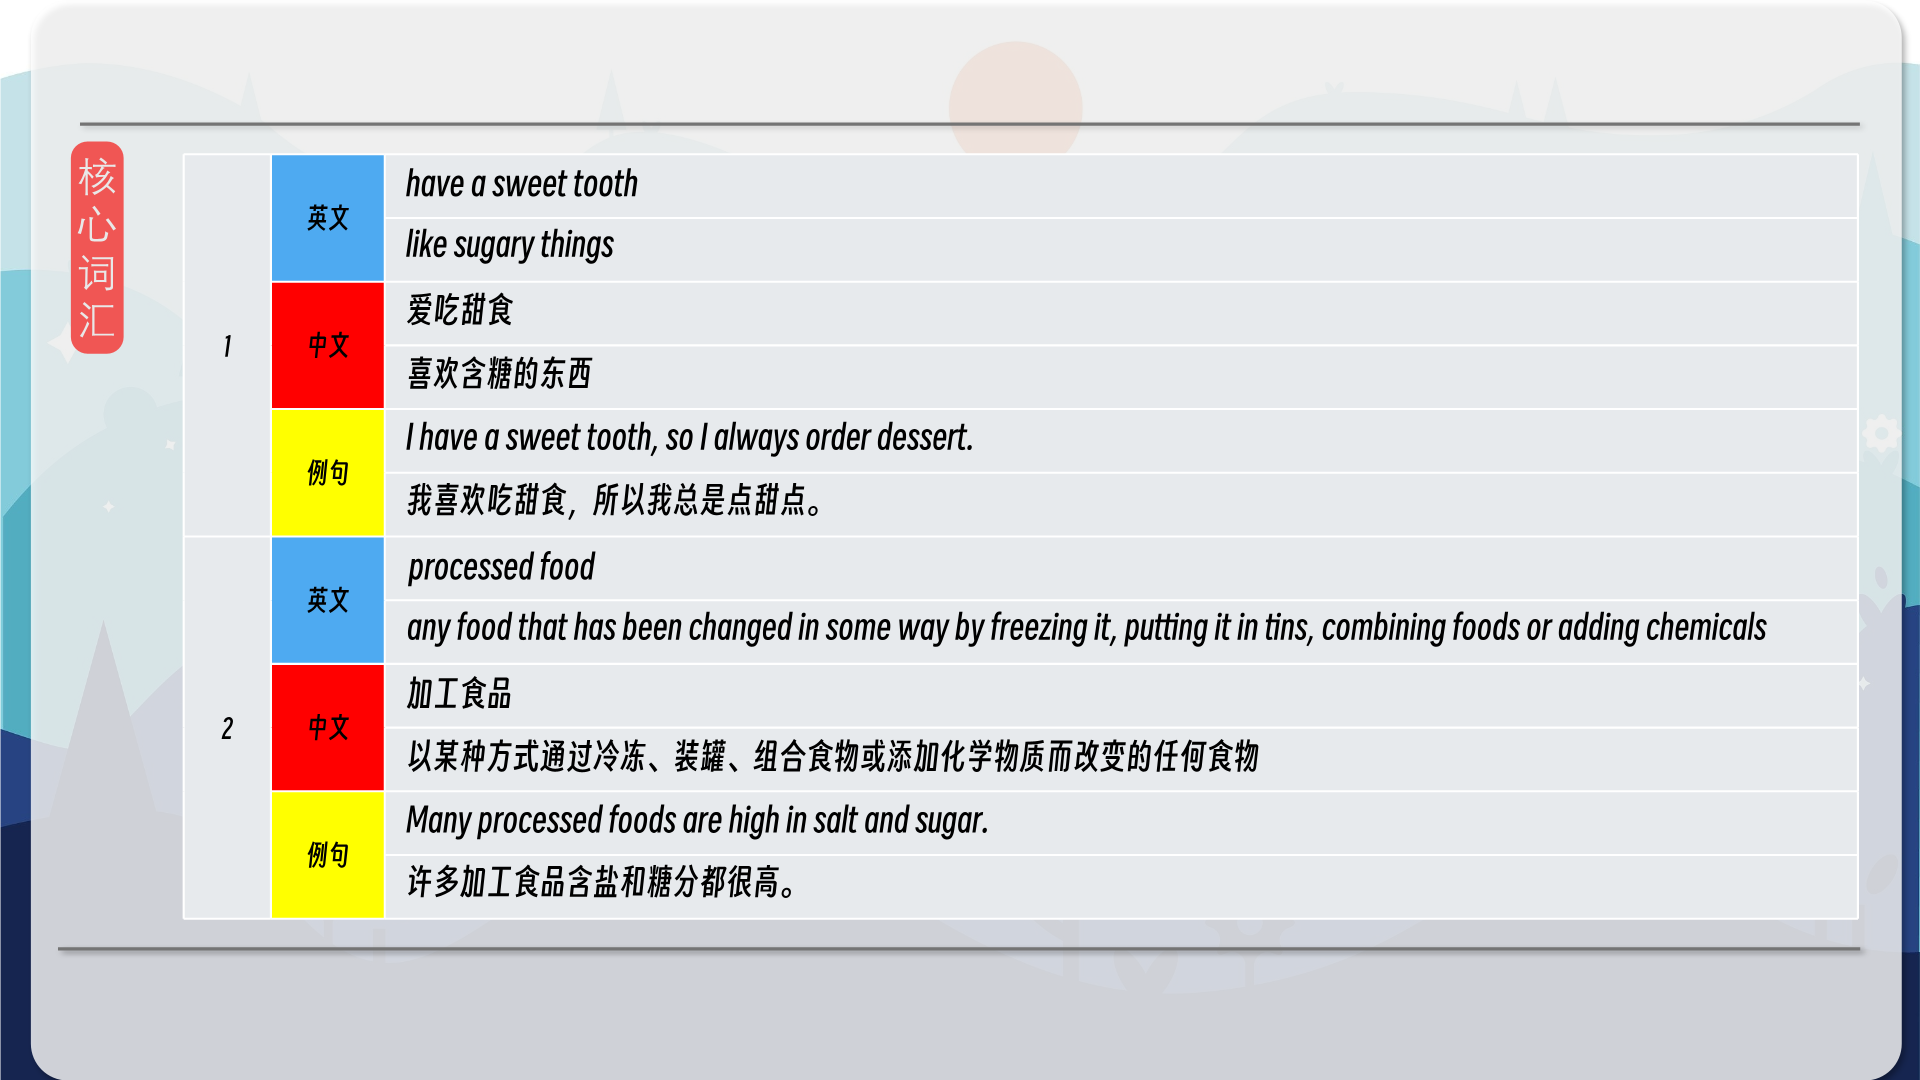 核心词汇
1
英文
have a sweet tooth
like sugary things
中文
爱吃甜食
喜欢含糖的东西
例句
I have a sweet tooth, so I always order dessert.
我喜欢吃甜食，所以我总是点甜点。
2
英文
processed food
any food that has been changed in some way by freezing it, putting it in tins, combining foods or adding chemicals
中文
加工食品
以某种方式通过冷冻、装罐、组合食物或添加化学物质而改变的任何食物
例句
Many processed foods are high in salt and sugar.
许多加工食品含盐和糖分都很高。